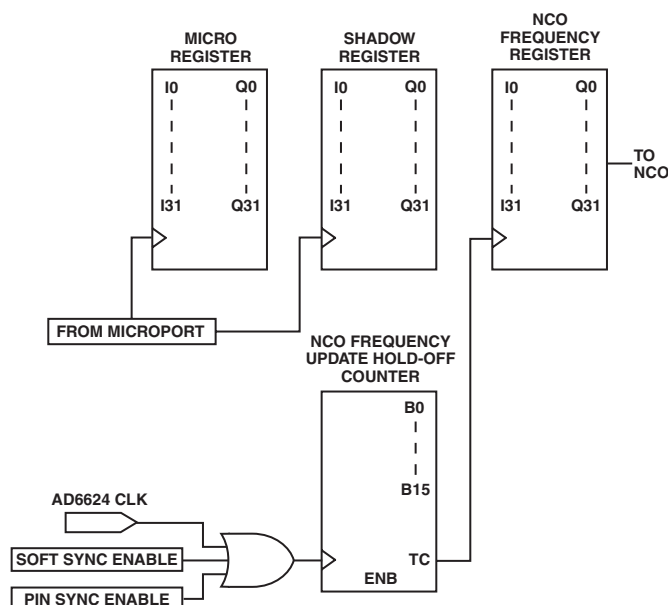 MICRO
REGISTER
SHADOW
REGISTER
NCO
FREQUENCY
REGISTER
I0
Q0
I31
Q31
I0
Q0
I31
Q31
I0
Q0
I31
Q31
TO
NCO
FROM MICROPORT
NCO FREQUENCY
UPDATE HOLD-OFF
COUNTER
B0
B15
TC
ENB
AD6624 CLK
SOFT SYNC ENABLE
PIN SYNC ENABLE